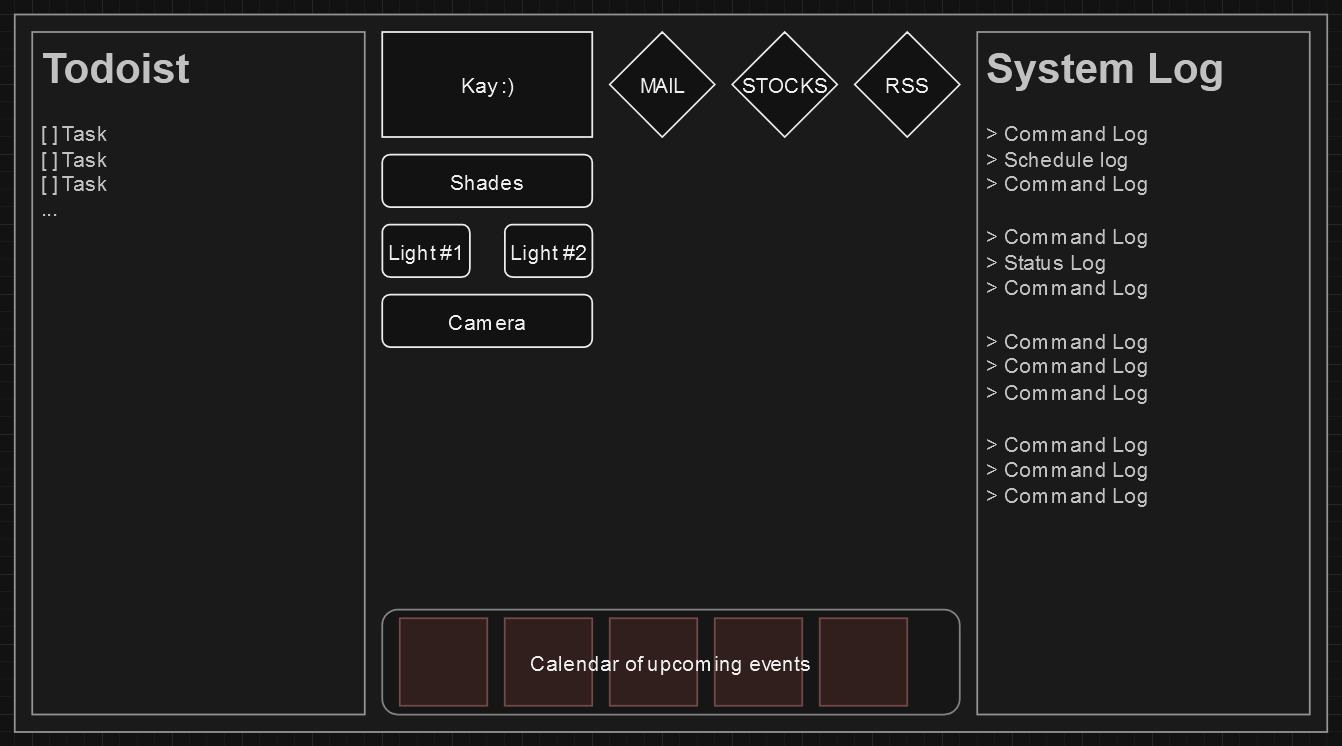 Todoist
[ ] Task
[ ] Task
[ ] Task
...
Kay :)
MAIL
STOCKS
RSS
Shades
Light #1
Light #2
Camera
Calendar of upcoming events
System Log
> Command Log
> Schedule log
> Command Log
> Command Log
> Status Log
> Command Log
> Command Log
> Command Log
> Command Log
> Command Log
> Command Log
> Command Log